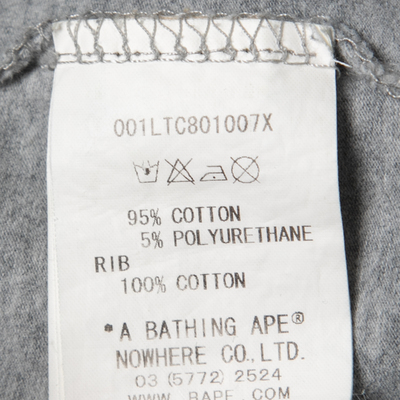 001LTC801007X
95% COTTON
5% POLYURETHANE
RIB
100% COTTON
*A BATHING APE®
NOWHERE CO., LTD.
03 (5772) 2524
WWW. BAPE .COM